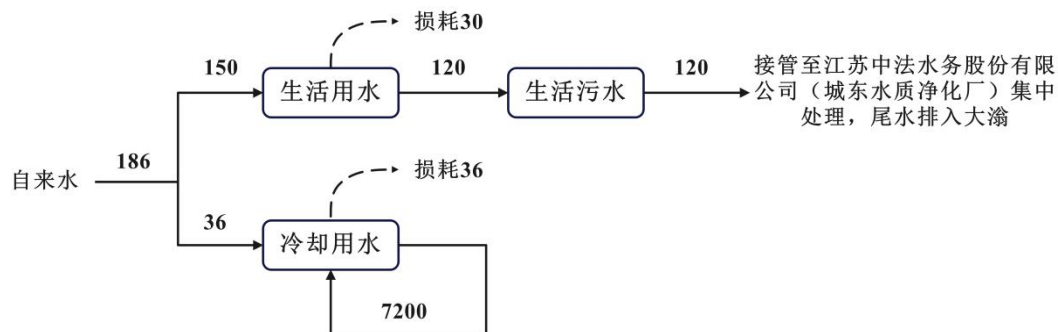 损耗30
150
生活用水
120
生活污水
120
接管至江苏中法水务股份有限
公司（城东水质净化厂）集中
处理，尾水排入大滃
自来水
186
损耗36
36
冷却用水
7200